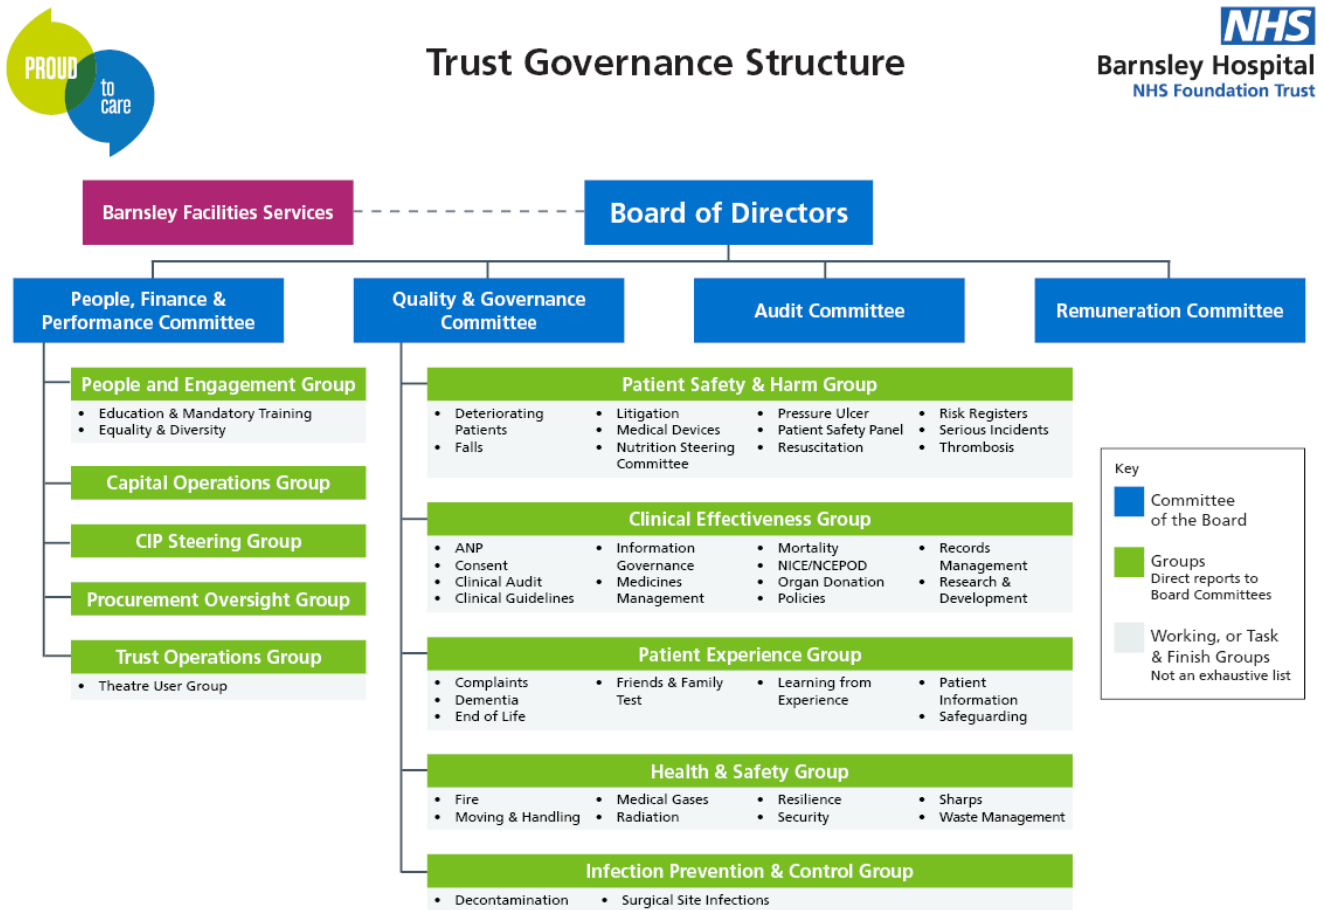 PROUD
to
care
Trust Governance Structure
NHS
Barnsley Hospital
NHS Foundation Trust
Barnsley Facilities Services
Board of Directors
People, Finance &
Performance Committee
Quality & Governance
Committee
Audit Committee
Remuneration Committee
People and Engagement Group
• Education & Mandatory Training
• Equality & Diversity
Capital Operations Group
CIP Steering Group
Procurement Oversight Group
Trust Operations Group
• Theatre User Group
Patient Safety & Harm Group
• Deteriorating
Patients
• Falls
• Litigation
• Medical Devices
• Nutrition Steering
Committee
• Pressure Ulcer
• Patient Safety Panel
• Resuscitation
• Risk Registers
• Serious Incidents
• Thrombosis
Clinical Effectiveness Group
• ANP
• Consent
• Clinical Audit
• Clinical Guidelines
• Information
Governance
• Medicines
Management
• Mortality
• NICE/NCEPOD
• Organ Donation
• Policies
• Records
Management
• Research &
Development
Patient Experience Group
• Complaints
• Dementia
• End of Life
• Friends & Family
Test
• Learning from
Experience
• Patient
Information
• Safeguarding
Health & Safety Group
• Fire
• Moving & Handling
• Medical Gases
• Radiation
• Resilience
• Security
• Sharps
• Waste Management
Infection Prevention & Control Group
• Decontamination
• Surgical Site Infections
Key
Committee
of the Board
Groups
Direct reports to
Board Committees
Working, or Task
& Finish Groups
Not an exhaustive list